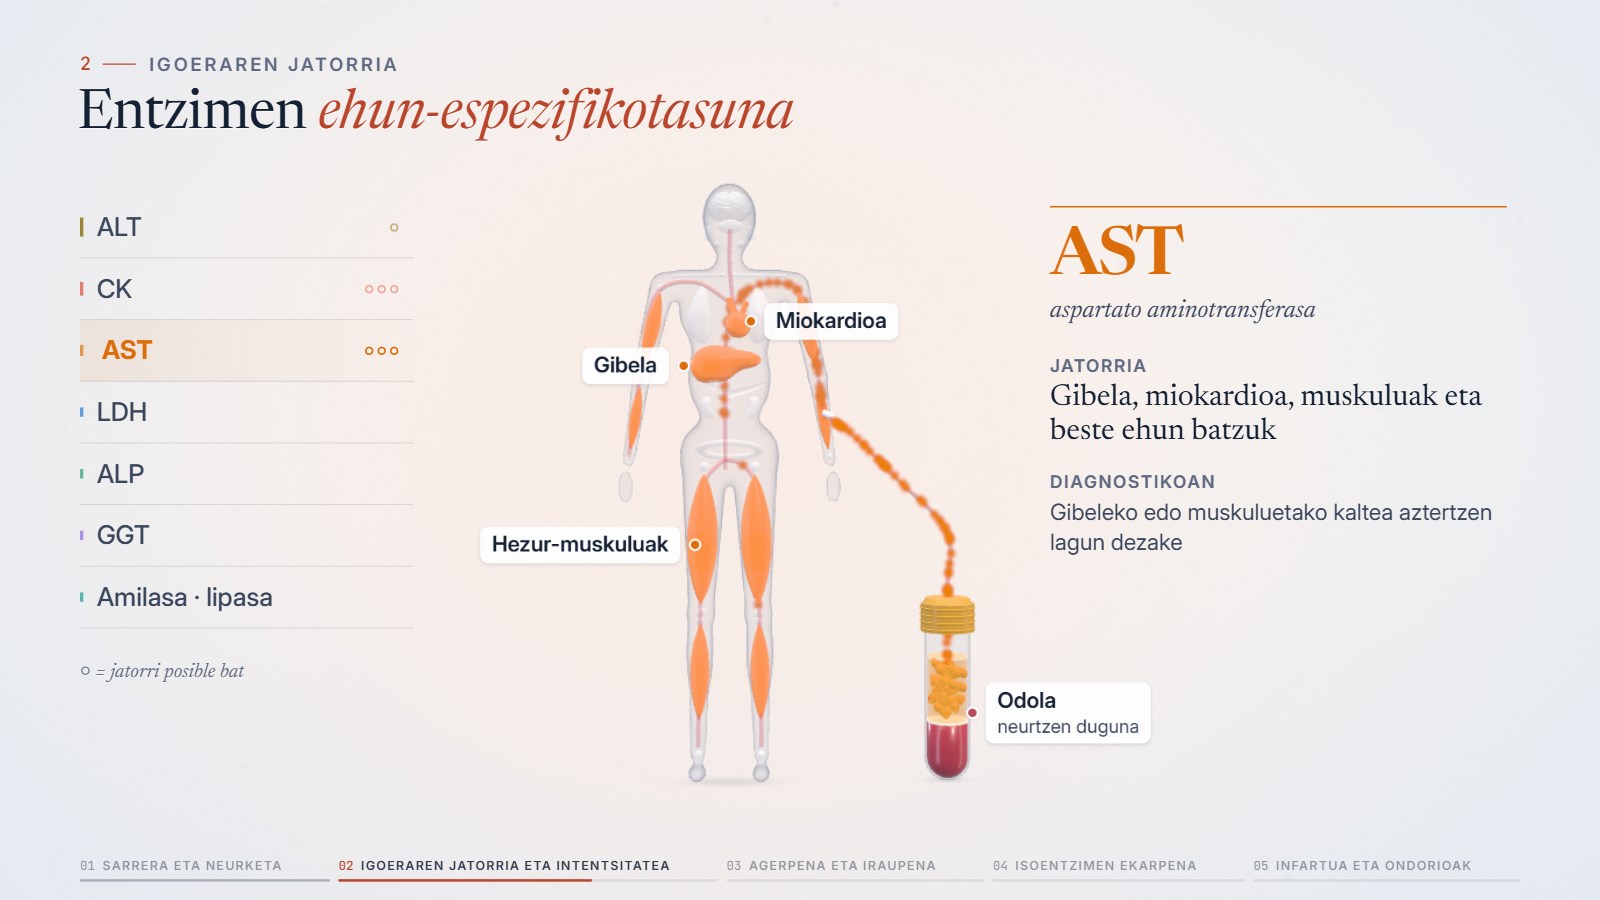 2 — IGOERAREN JATORRIA
Entzimen ehun-espezifikotasuna
ALT
CK
AST
LDH
ALP
GGT
Amilasa · lipasa
○ = jatorri posible bat
Miokardioa
Gibela
Hezur-muskuluak
Odola
neurtzen duguna
AST
aspartato aminotransferasa
JATORRIA
Gibela, miokardioa, muskuluak eta
beste ehun batzuk
DIAGNOSTIKOAN
Gibeleko edo muskuluetako kaltea aztertzen
lagun dezake
01 SARRERA ETA NEURKETA
02 IGOERAREN JATORRIA ETA INTENTSITATEA
03 AGERPENA ETA IRAUPENA
04 ISOENTZIMEN EKARPENA
05 INFARTUA ETA ONDORIOAK